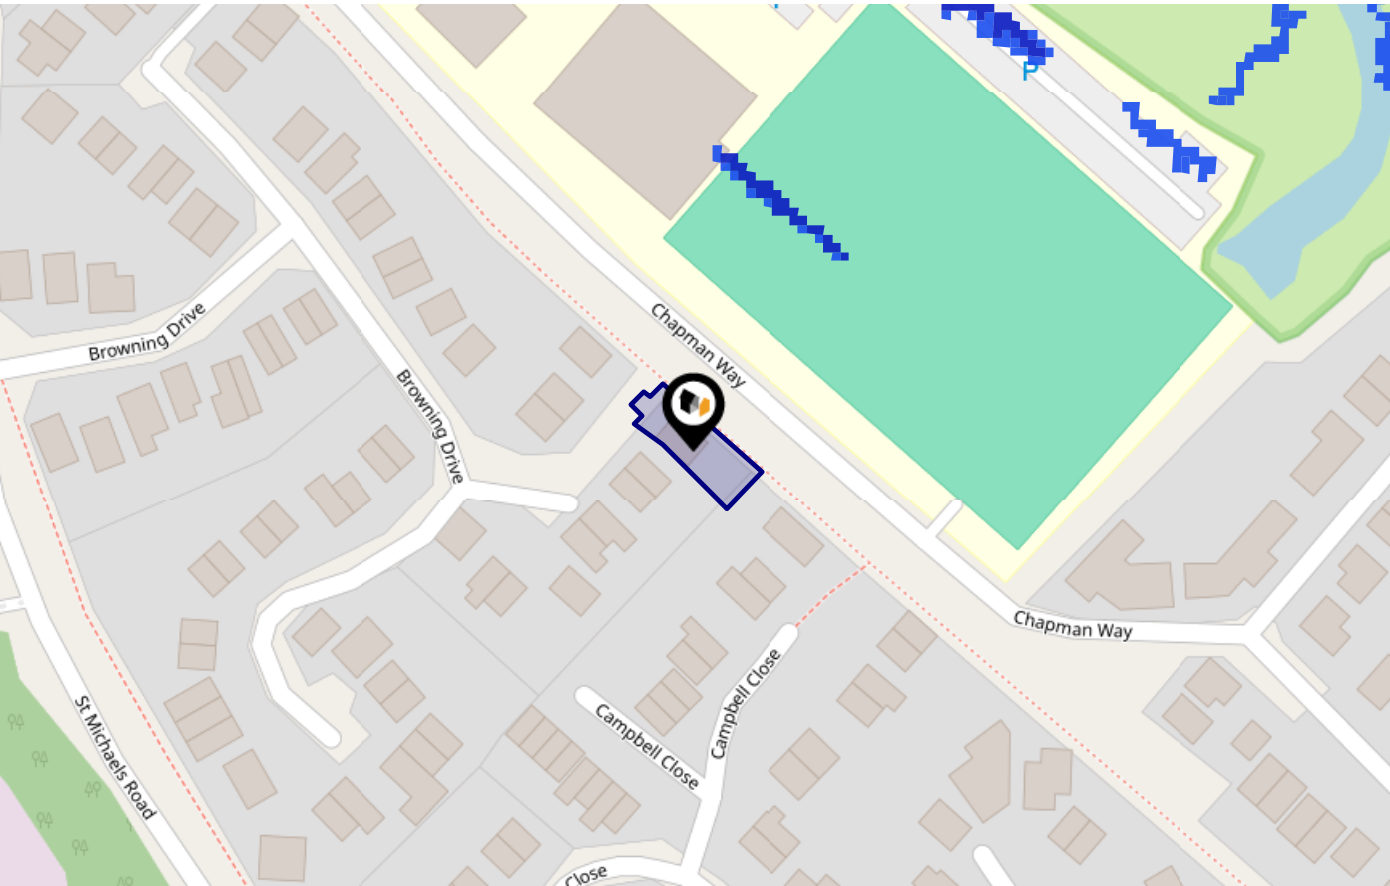 P
Chapman Way
Browning Drive
Browning Drive
Chapman Way
Campbell Close
Campbell Close
St Michaels Road
Close